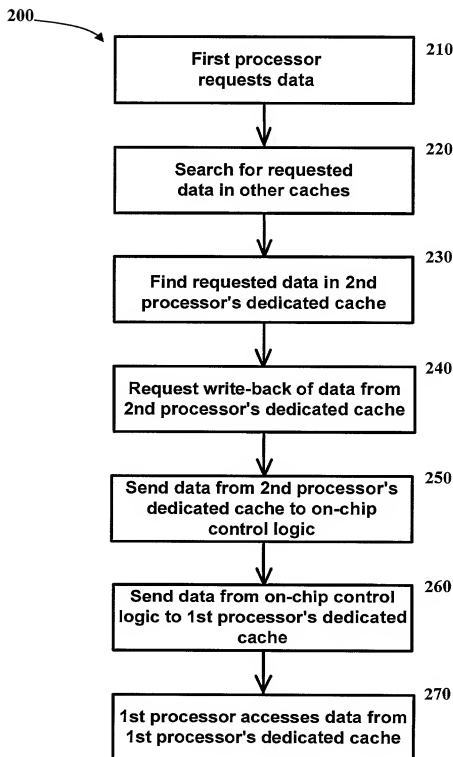 200
First processor
requests data
210
Search for requested
data in other caches
220
Find requested data in 2nd
processor's dedicated cache
230
Request write-back of data from
2nd processor's dedicated cache
240
Send data from 2nd processor's
dedicated cache to on-chip
control logic
250
Send data from on-chip control
logic to 1st processor's dedicated
cache
260
1st processor accesses data from
1st processor's dedicated cache
270